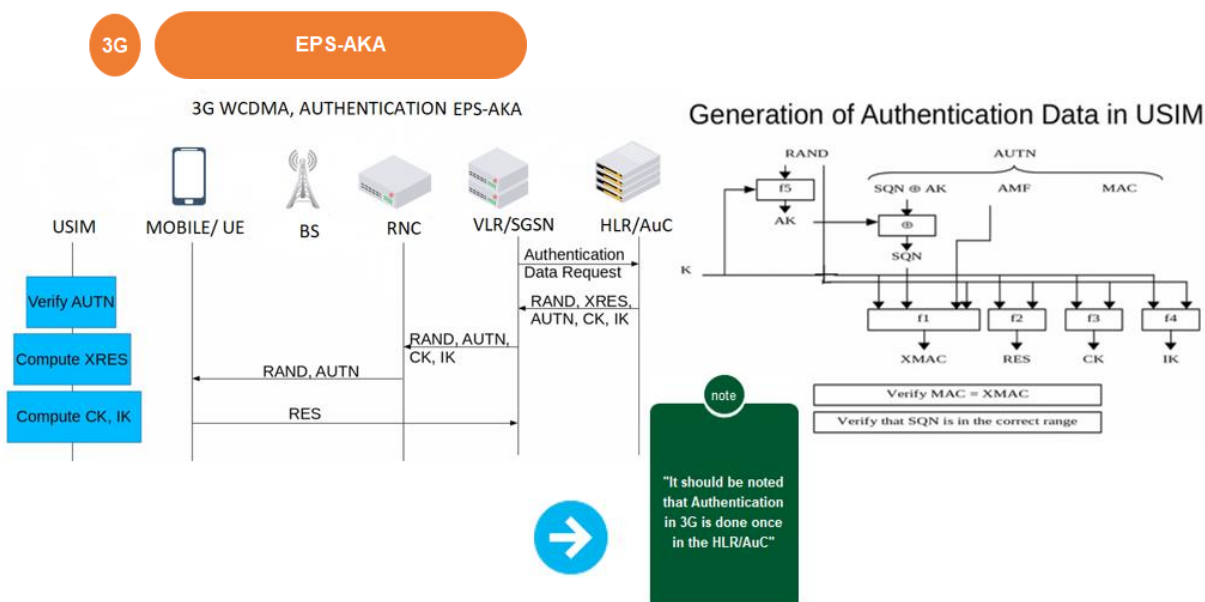 3G
EPS-AKA
3G WCDMA, AUTHENTICATION EPS-AKA
USIM
MOBILE/ UE
BS
RNC
VLR/SGSN
HLR/AuC
Authentication
Data Request
Verify AUTN
RAND, XRES,
AUTN, CK, IK
RAND, AUTN,
CK, IK
Compute XRES
RAND, AUTN
Compute CK, IK
RES
Generation of Authentication Data in USIM
RAND
AUTN
f5
SQN ⊕ AK
AMF
MAC
AK
⊕
SQN
K
f1
f2
f3
f4
XMAC
RES
CK
IK
Verify MAC = XMAC
Verify that SQN is in the correct range
note
"It should be noted
that Authentication
in 3G is done once
in the HLR/AuC"